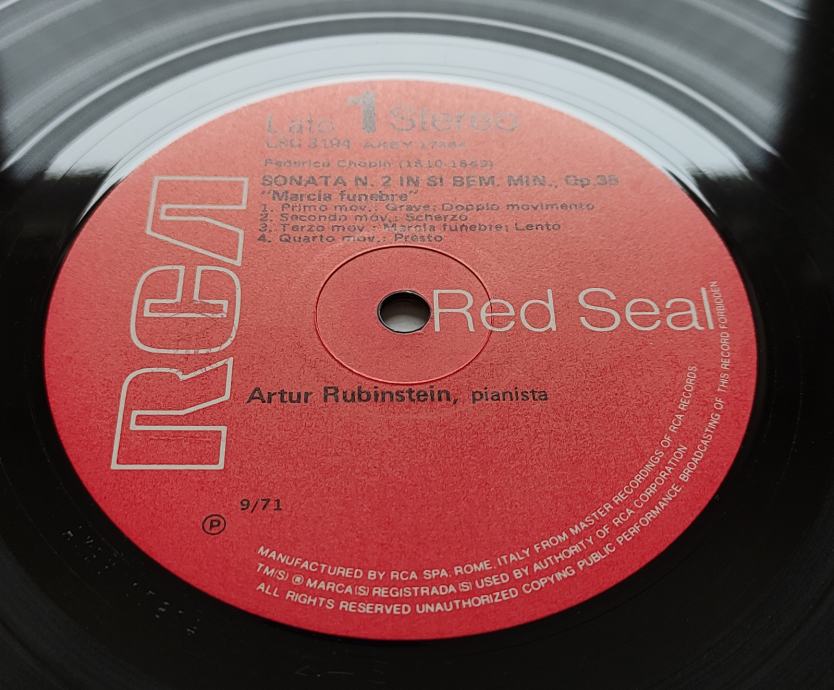 Lato 1 Stereo
LSC 3194
Federico Chopin (1810-1849)
SONATA N. 2 IN SI BEM. MIN., Op.35
"Marcia funebre"
1. Primo mov.: Grave; Doppio movimento
2. Secondo mov.: Scherzo
3. Terzo mov.: Marcia funebre; Lento
4. Quarto mov.: Presto
RCA
Red Seal
Artur Rubinstein, pianista
9/71
Ⓟ
MANUFACTURED BY RCA SPA. ROME. ITALY FROM MASTER RECORDINGS OF RCA RECORDS.
TM(S) ® MARCA(S) REGISTRADA(S) USED BY AUTHORITY OF RCA CORPORATION
ALL RIGHTS RESERVED UNAUTHORIZED COPYING PUBLIC PERFORMANCE. BROADCASTING OF THIS RECORD FORBIDDEN